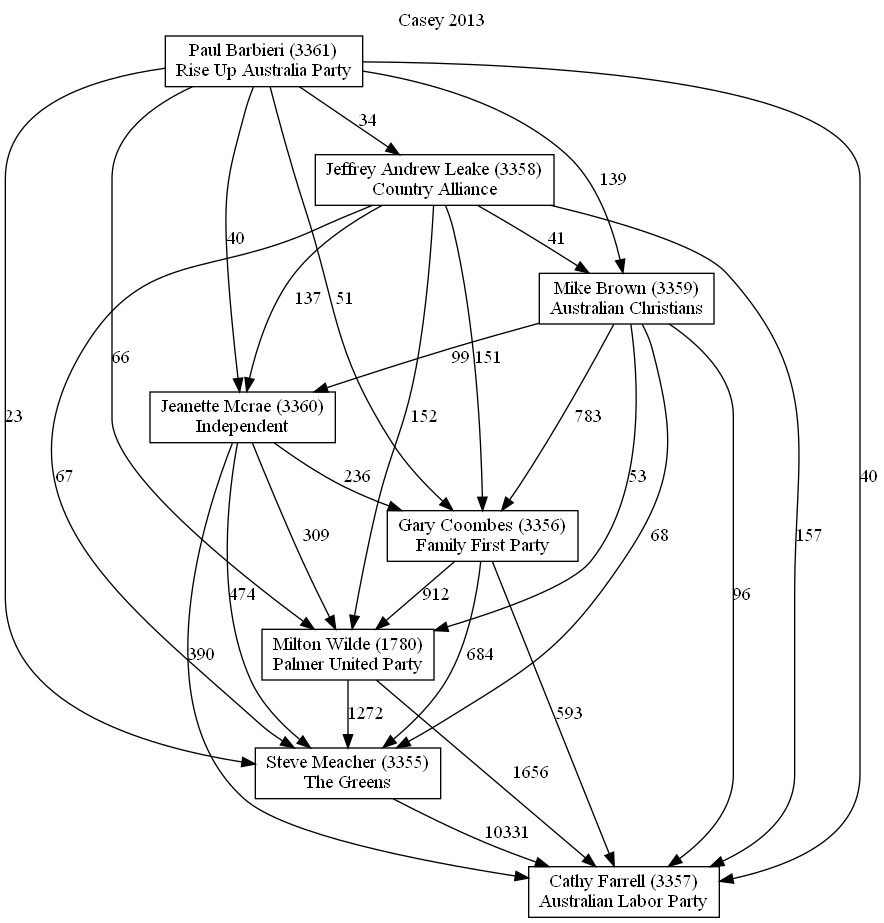 Casey 2013
Paul Barbieri (3361)
Rise Up Australia Party
34
Jeffrey Andrew Leake (3358)
Country Alliance
139
40
41
Mike Brown (3359)
Australian Christians
137
51
66
99
151
Jeanette Mcrae (3360)
Independent
23
152
783
67
236
53
40
Gary Coombes (3356)
Family First Party
309
68
157
474
912
96
Milton Wilde (1780)
Palmer United Party
390
684
1272
593
Steve Meacher (3355)
The Greens
1656
10331
Cathy Farrell (3357)
Australian Labor Party